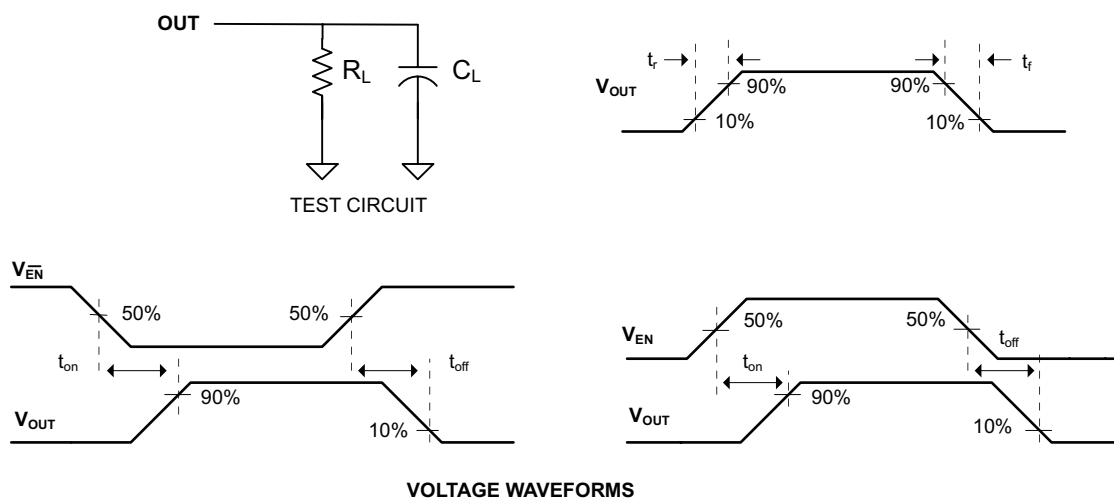 OUT
R_L
C_L
TEST CIRCUIT
t_r
t_f
V_OUT
90%
90%
10%
10%
V_E̅N̅
50%
50%
t_on
t_off
V_OUT
90%
10%
V_EN
50%
50%
t_on
t_off
V_OUT
90%
10%
VOLTAGE WAVEFORMS